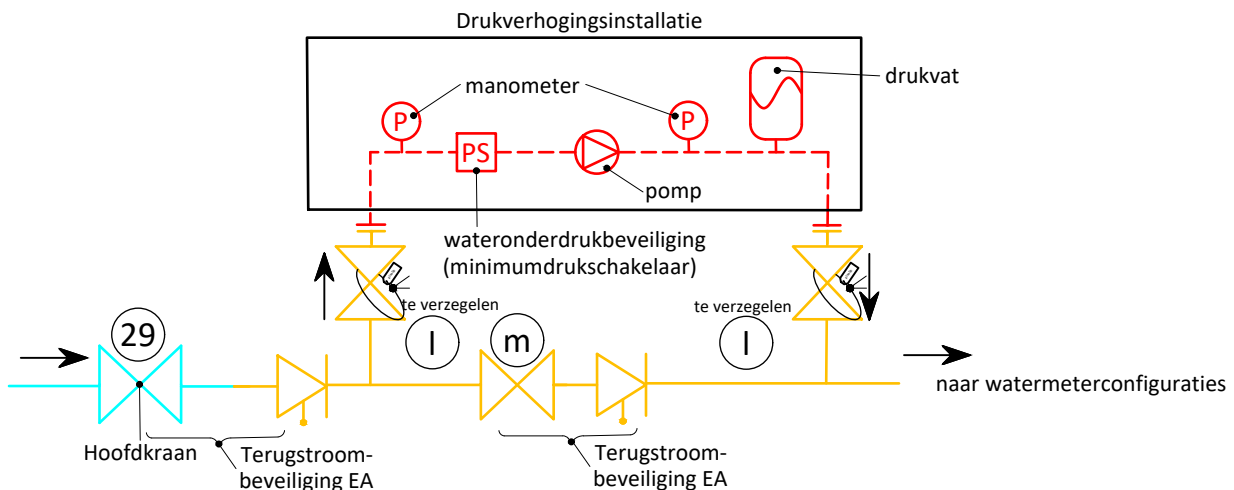 Drukverhogingsinstallatie
manometer
drukvat
P
P
PS
pomp
wateronderdrukbeveiliging
(minimumdrukschakelaar)
te verzegelen
te verzegelen
29
l
m
l
naar watermeterconfiguraties
Hoofdkraan
Terugstroom-
beveiliging EA
Terugstroom-
beveiliging EA